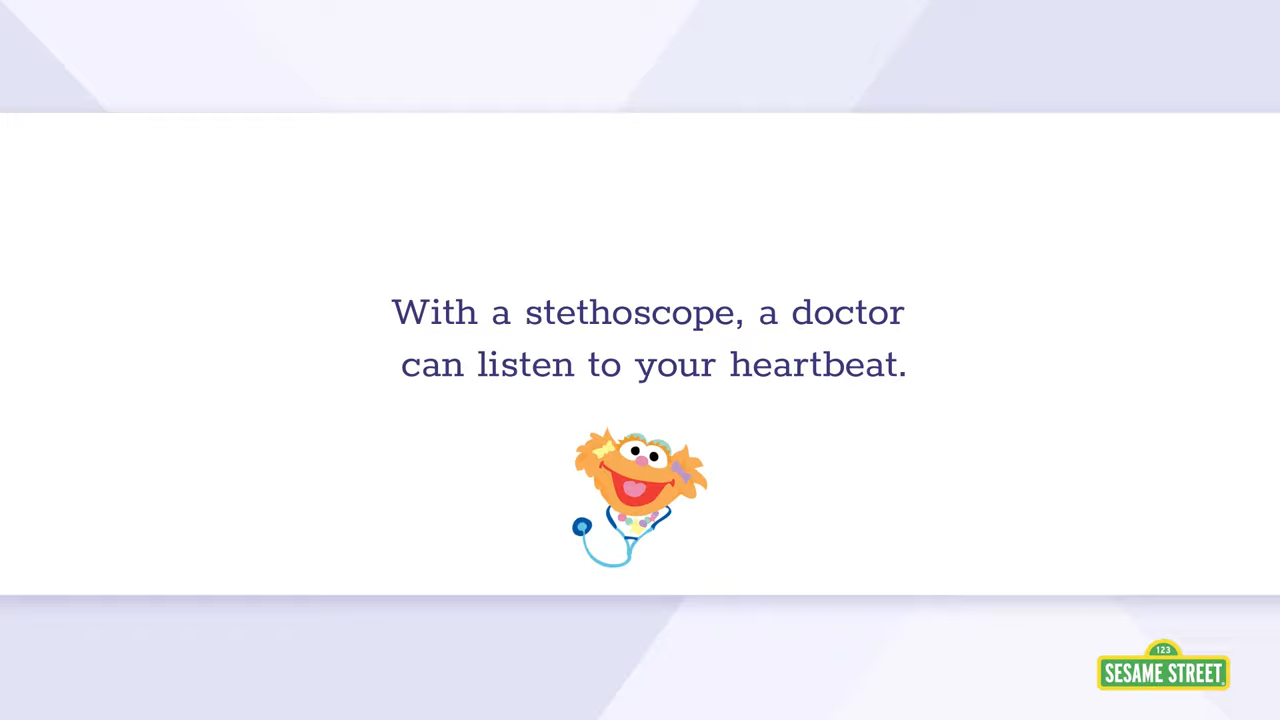 With a stethoscope, a doctor
can listen to your heartbeat.
123
SESAME STREET